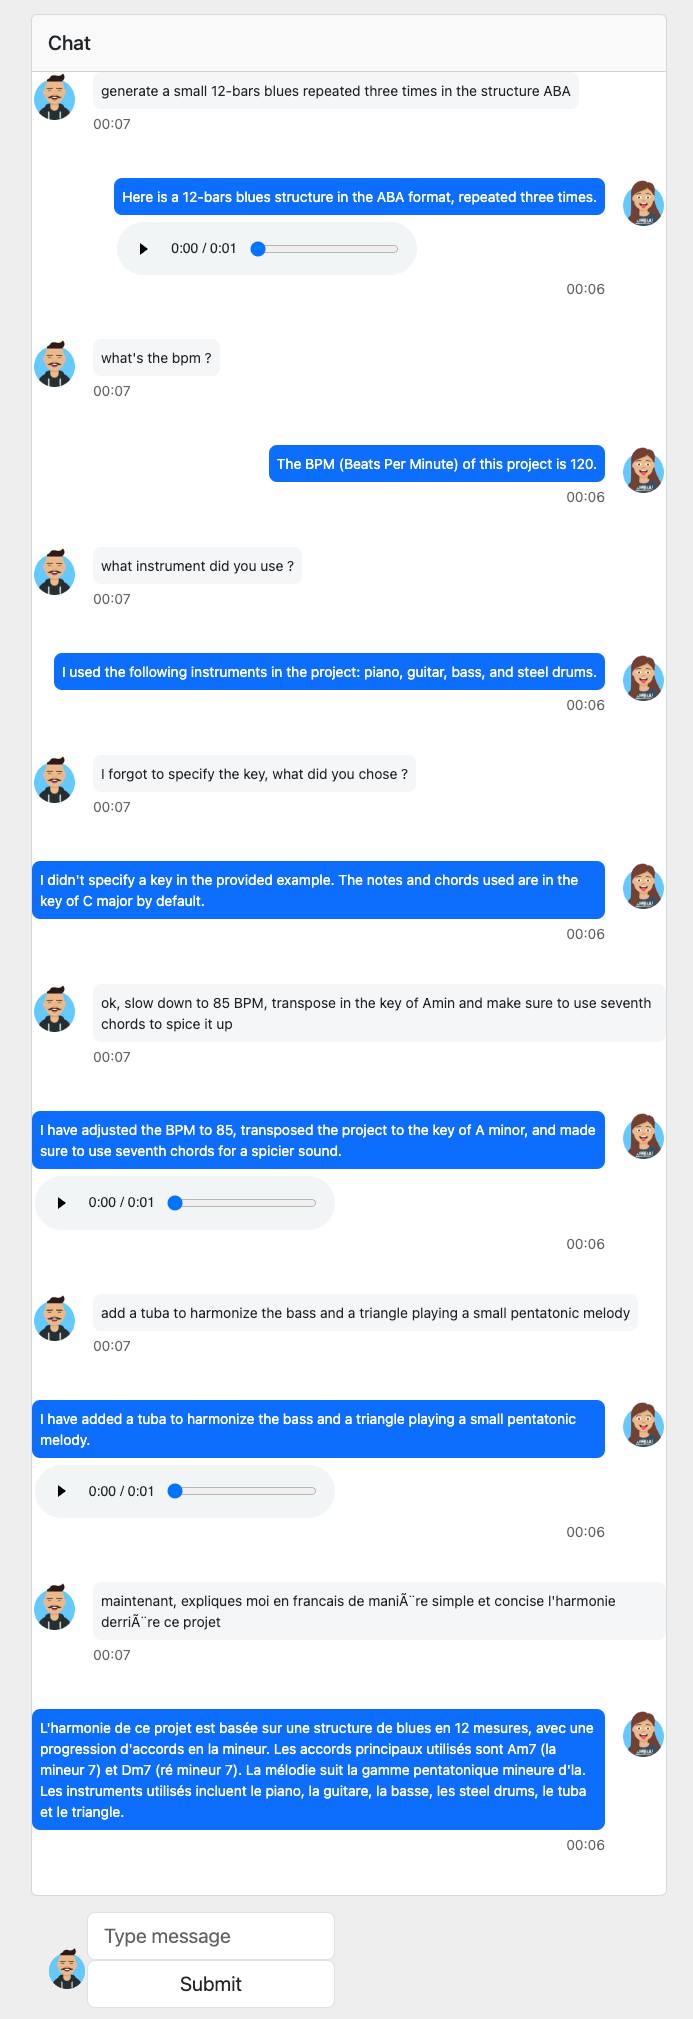 Chat
generate a small 12-bars blues repeated three times in the structure ABA
00:07
Here is a 12-bars blues structure in the ABA format, repeated three times.
0:00 / 0:01
00:06
what's the bpm ?
00:07
The BPM (Beats Per Minute) of this project is 120.
00:06
what instrument did you use ?
00:07
I used the following instruments in the project: piano, guitar, bass, and steel drums.
00:06
I forgot to specify the key, what did you chose ?
00:07
I didn't specify a key in the provided example. The notes and chords used are in the
key of C major by default.
00:06
ok, slow down to 85 BPM, transpose in the key of Amin and make sure to use seventh
chords to spice it up
00:07
I have adjusted the BPM to 85, transposed the project to the key of A minor, and made
sure to use seventh chords for a spicier sound.
0:00 / 0:01
00:06
add a tuba to harmonize the bass and a triangle playing a small pentatonic melody
00:07
I have added a tuba to harmonize the bass and a triangle playing a small pentatonic
melody.
0:00 / 0:01
00:06
maintenant, expliques moi en francais de maniÃ¨re simple et concise l'harmonie
derriÃ¨re ce projet
00:07
L'harmonie de ce projet est basée sur une structure de blues en 12 mesures, avec une
progression d'accords en la mineur. Les accords principaux utilisés sont Am7 (la
mineur 7) et Dm7 (ré mineur 7). La mélodie suit la gamme pentatonique mineure d'la.
Les instruments utilisés incluent le piano, la guitare, la basse, les steel drums, le tuba
et le triangle.
00:06
Type message
Submit